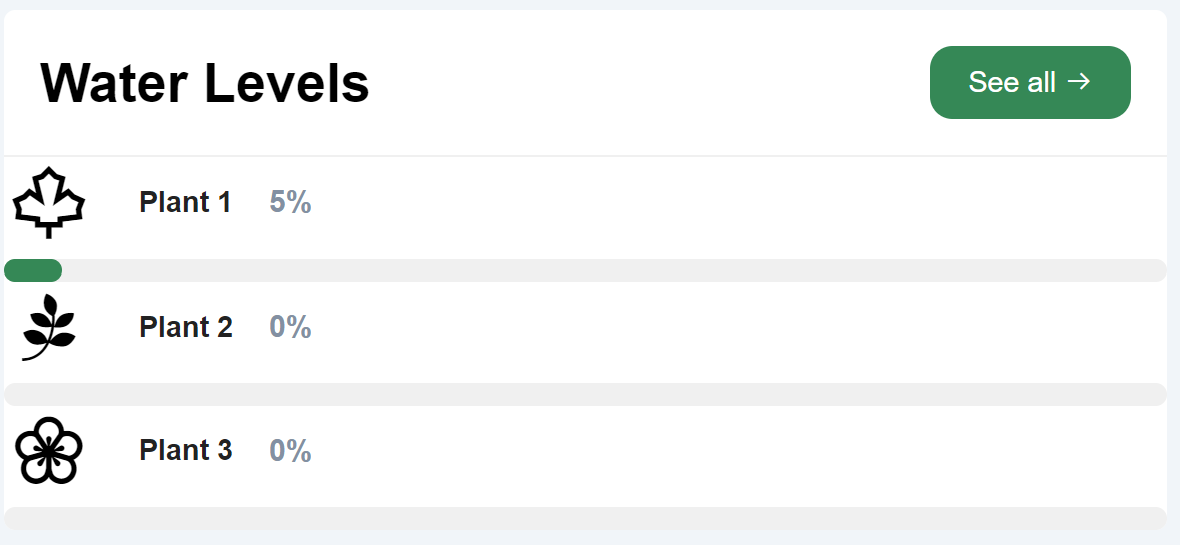 Water Levels
See all →
Plant 1 5%
Plant 2 0%
Plant 3 0%